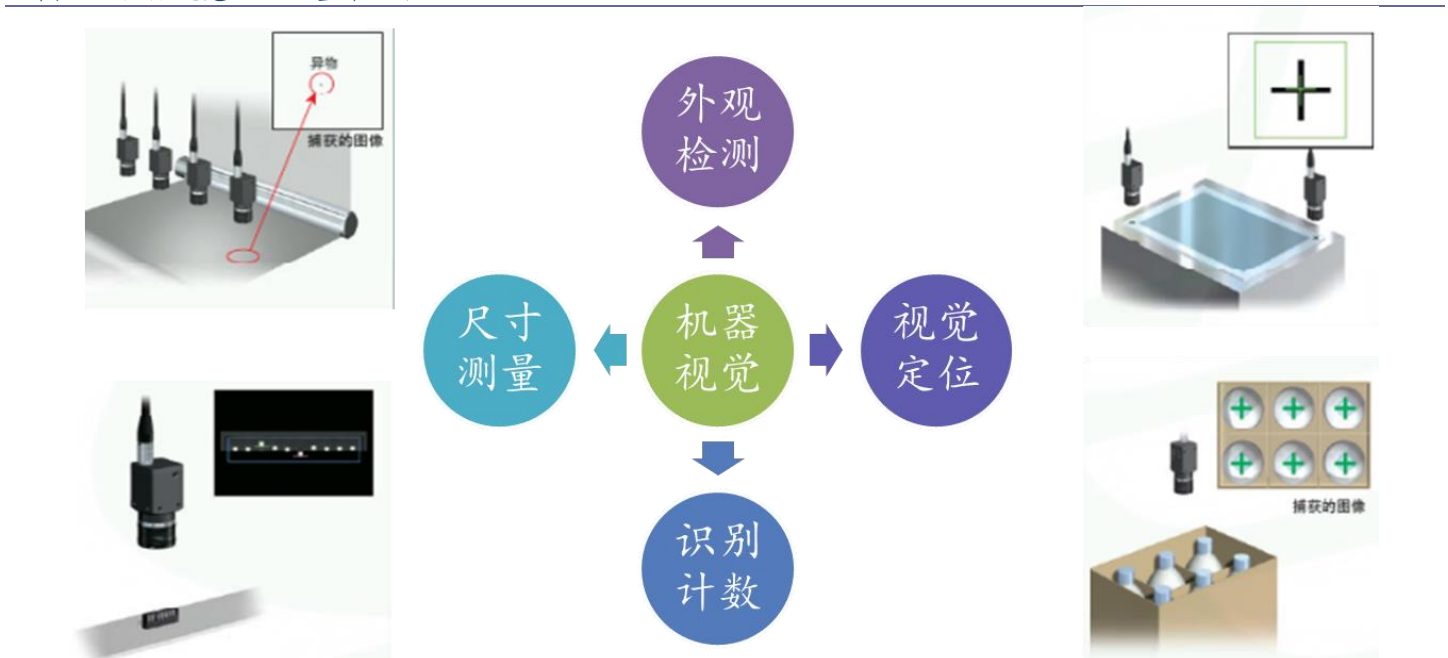 异物
捕获的图像
外观
检测
尺寸
测量
机器
视觉
视觉
定位
识别
计数
捕获的图像